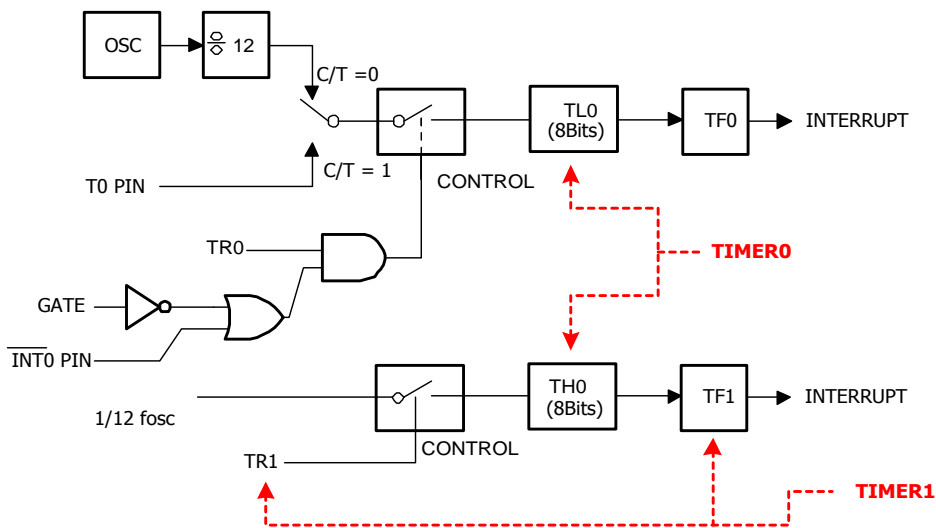 OSC
÷ 12
C/T =0
TL0
(8Bits)
TF0
INTERRUPT
C/T = 1
T0 PIN
CONTROL
TR0
TIMER0
GATE
INT0 PIN
TH0
(8Bits)
TF1
INTERRUPT
1/12 fosc
CONTROL
TR1
TIMER1